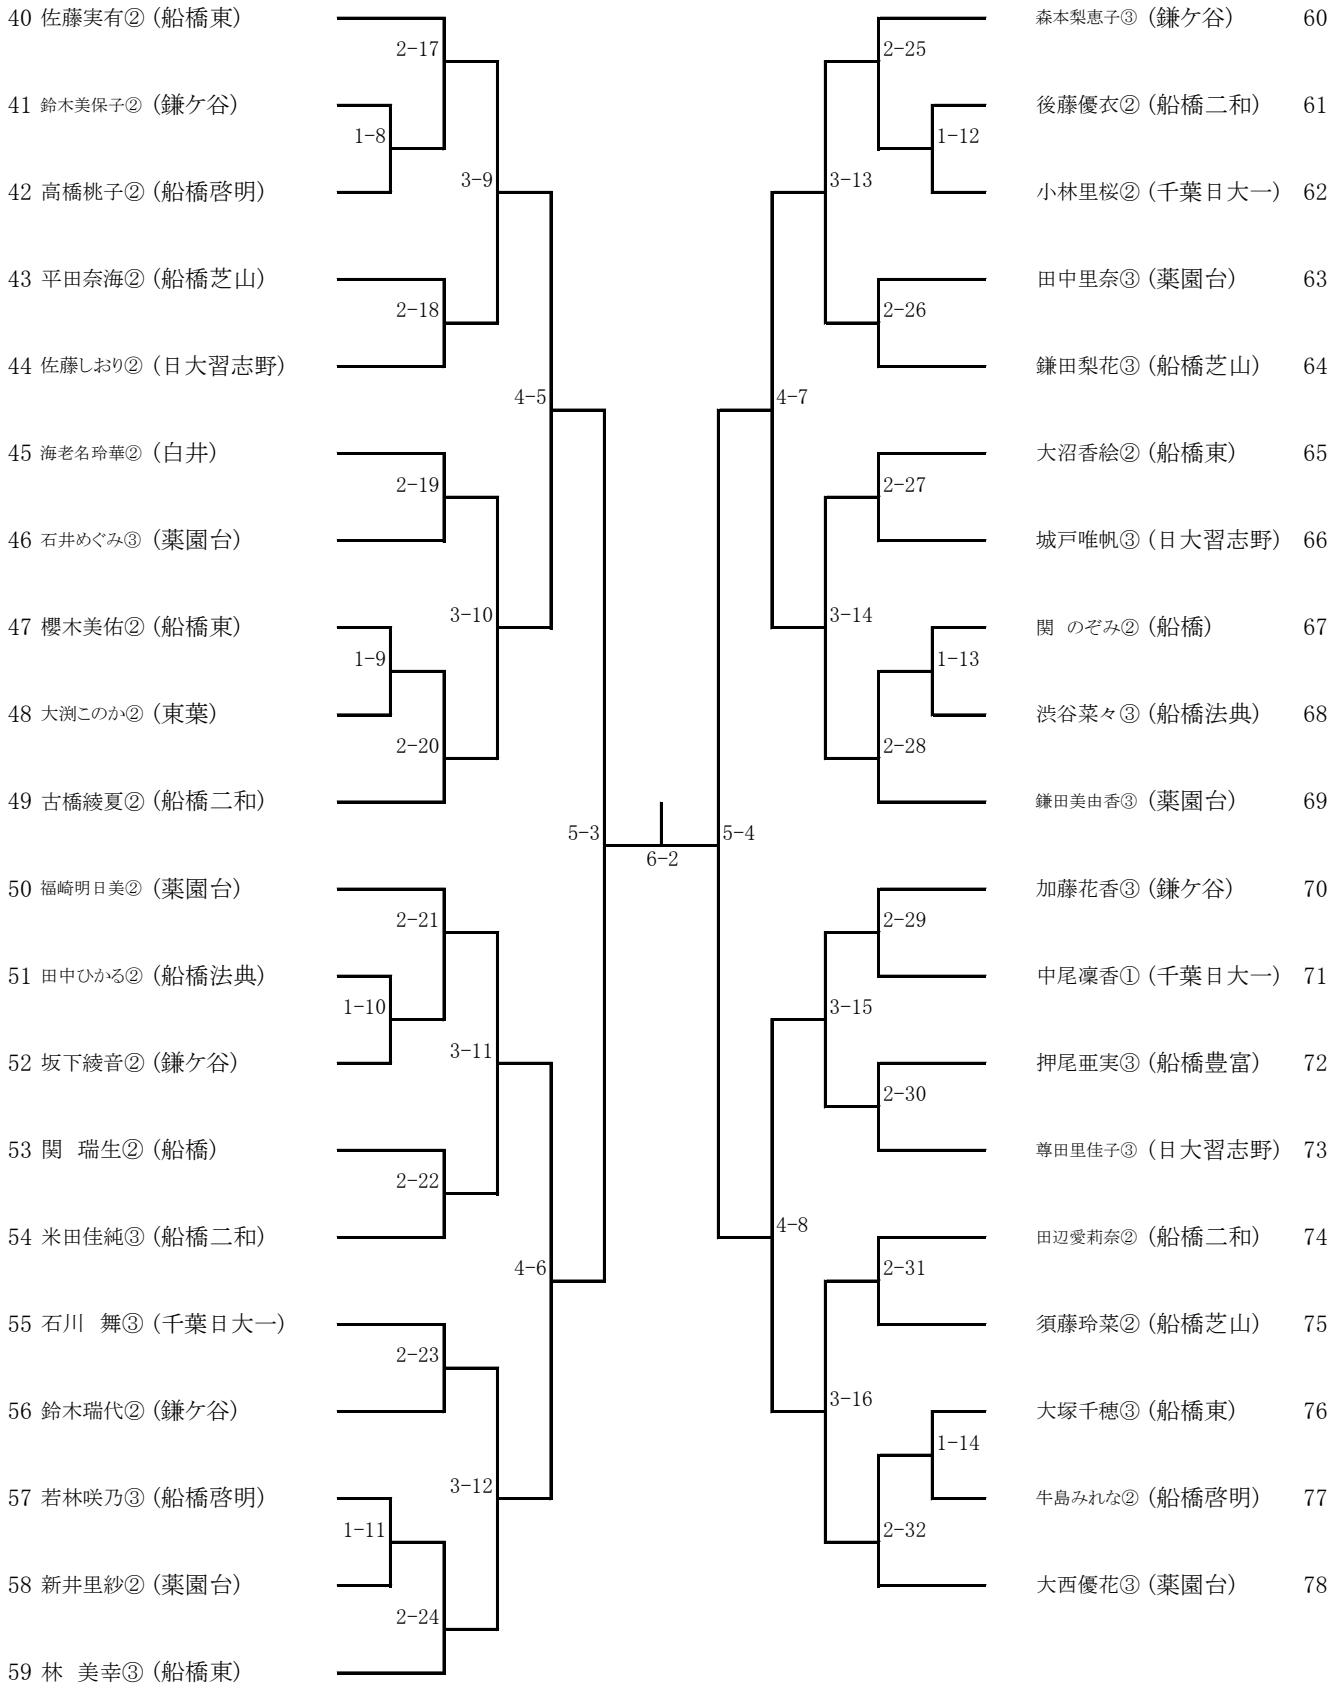 40 佐藤実有② (船橋東)
41 鈴木美保子② (鎌ケ谷)
42 高橋桃子② (船橋啓明)
43 平田奈海② (船橋芝山)
44 佐藤しおり② (日大習志野)
45 海老名玲華② (白井)
46 石井めぐみ③ (薬園台)
47 櫻木美佑② (船橋東)
48 大渕このか② (東葉)
49 古橋綾夏② (船橋二和)
50 福崎明日美② (薬園台)
51 田中ひかる② (船橋法典)
52 坂下綾音② (鎌ケ谷)
53 関 瑞生② (船橋)
54 米田佳純③ (船橋二和)
55 石川 舞③ (千葉日大一)
56 鈴木瑞代② (鎌ケ谷)
57 若林咲乃③ (船橋啓明)
58 新井里紗② (薬園台)
59 林 美幸③ (船橋東)
2-17
1-8
3-9
2-18
4-5
2-19
3-10
1-9
2-20
5-3
2-21
1-10
3-11
2-22
4-6
2-23
3-12
1-11
2-24
6-2
2-25
1-12
3-13
2-26
4-7
2-27
3-14
1-13
2-28
5-4
2-29
3-15
2-30
4-8
2-31
3-16
1-14
2-32
森本梨恵子③ (鎌ケ谷) 60
後藤優衣② (船橋二和) 61
小林里桜② (千葉日大一) 62
田中里奈③ (薬園台) 63
鎌田梨花③ (船橋芝山) 64
大沼香絵② (船橋東) 65
城戸唯帆③ (日大習志野) 66
関 のぞみ② (船橋) 67
渋谷菜々③ (船橋法典) 68
鎌田美由香③ (薬園台) 69
加藤花香③ (鎌ケ谷) 70
中尾凜香① (千葉日大一) 71
押尾亜実③ (船橋豊富) 72
尊田里佳子③ (日大習志野) 73
田辺愛莉奈② (船橋二和) 74
須藤玲菜② (船橋芝山) 75
大塚千穂③ (船橋東) 76
牛島みれな② (船橋啓明) 77
大西優花③ (薬園台) 78